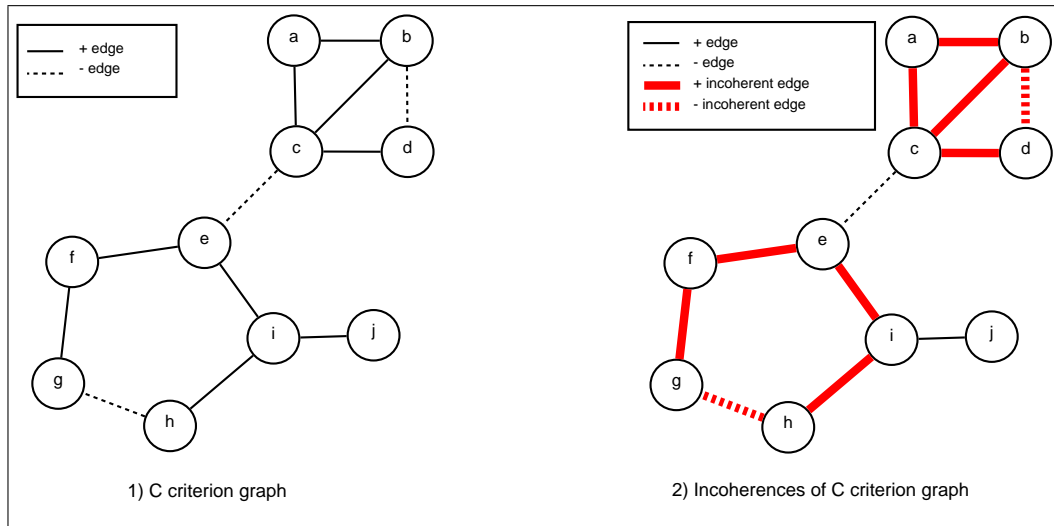 + edge
- edge
a
b
c
d
e
f
i
j
g
h
1) C criterion graph
+ edge
- edge
+ incoherent edge
- incoherent edge
a
b
c
d
e
f
i
j
g
h
2) Incoherences of C criterion graph